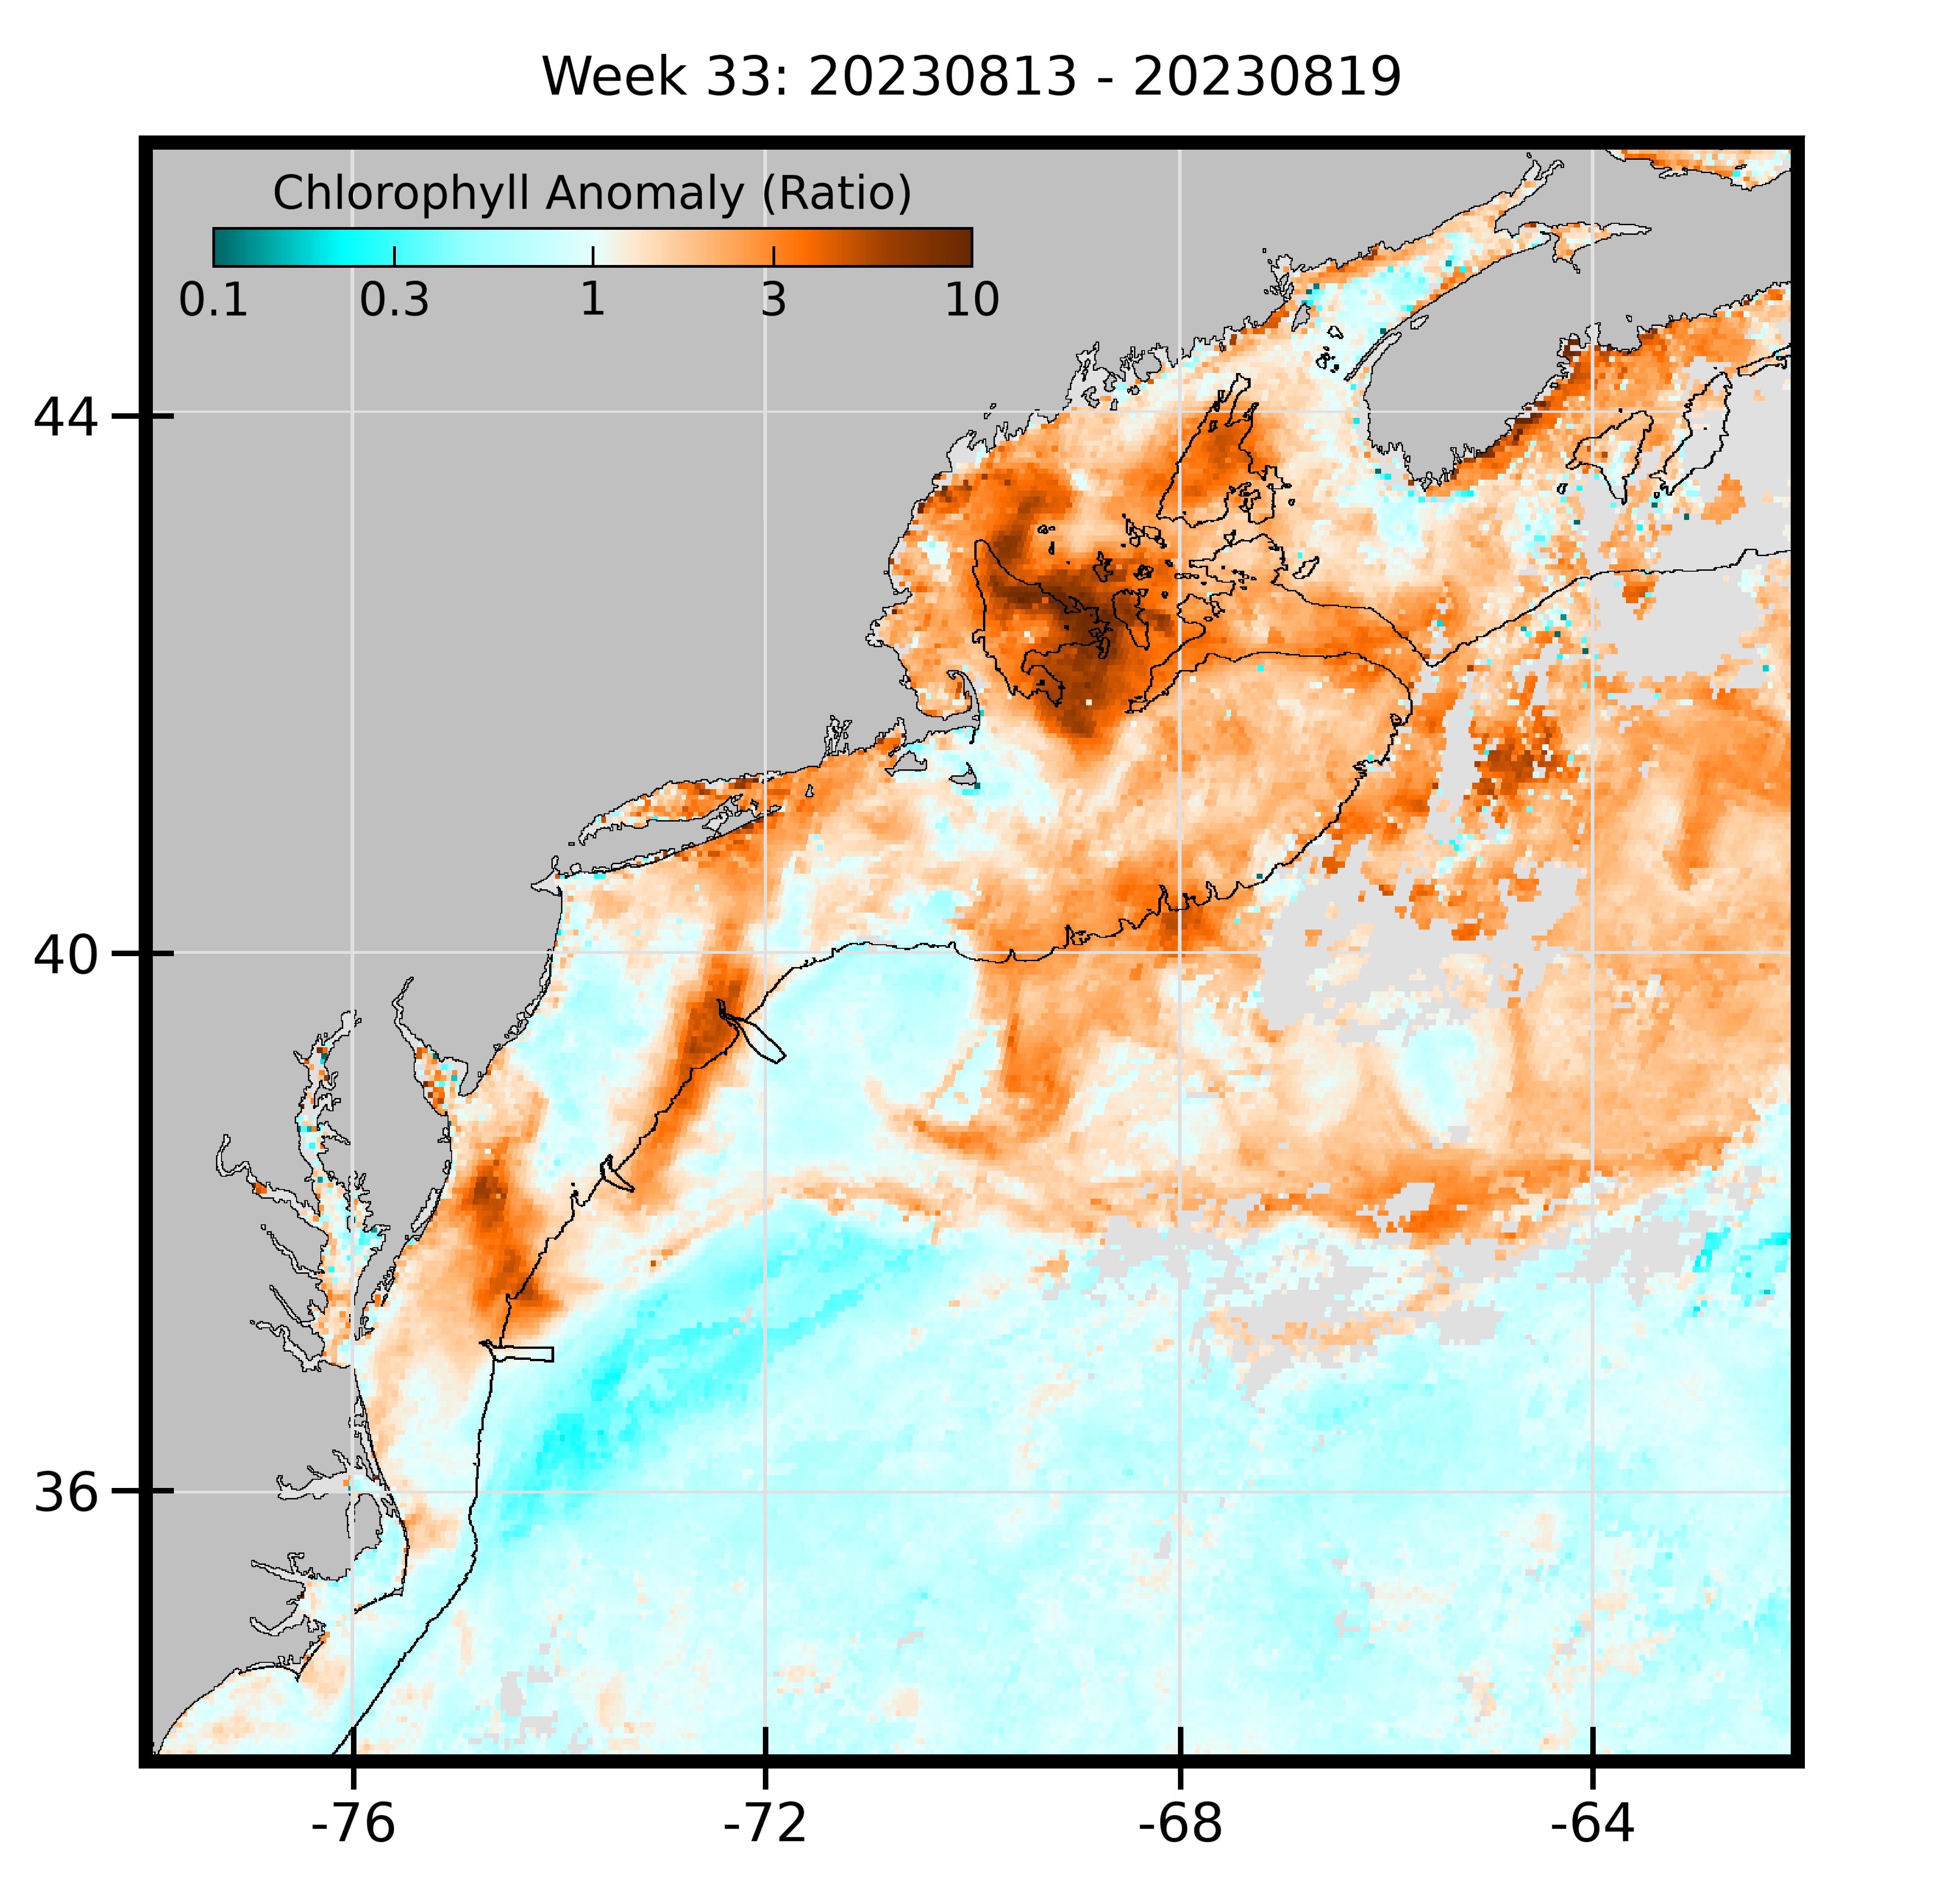 Week 33: 20230813 - 20230819
Chlorophyll Anomaly (Ratio)
0.1 0.3 1 3 10
44
40
36
-76 -72 -68 -64